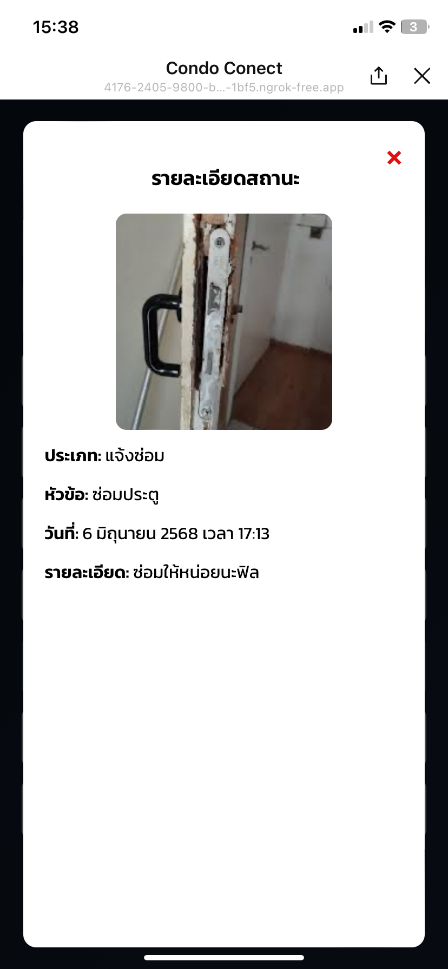 15:38
3
Condo Conect
4176-2405-9800-b...-1bf5.ngrok-free.app
รายละเอียดสถานะ
ประเภท: แจ้งซ่อม
หัวข้อ: ซ่อมประตู
วันที่: 6 มิถุนายน 2568 เวลา 17:13
รายละเอียด: ซ่อมให้หน่อยนะฟิล